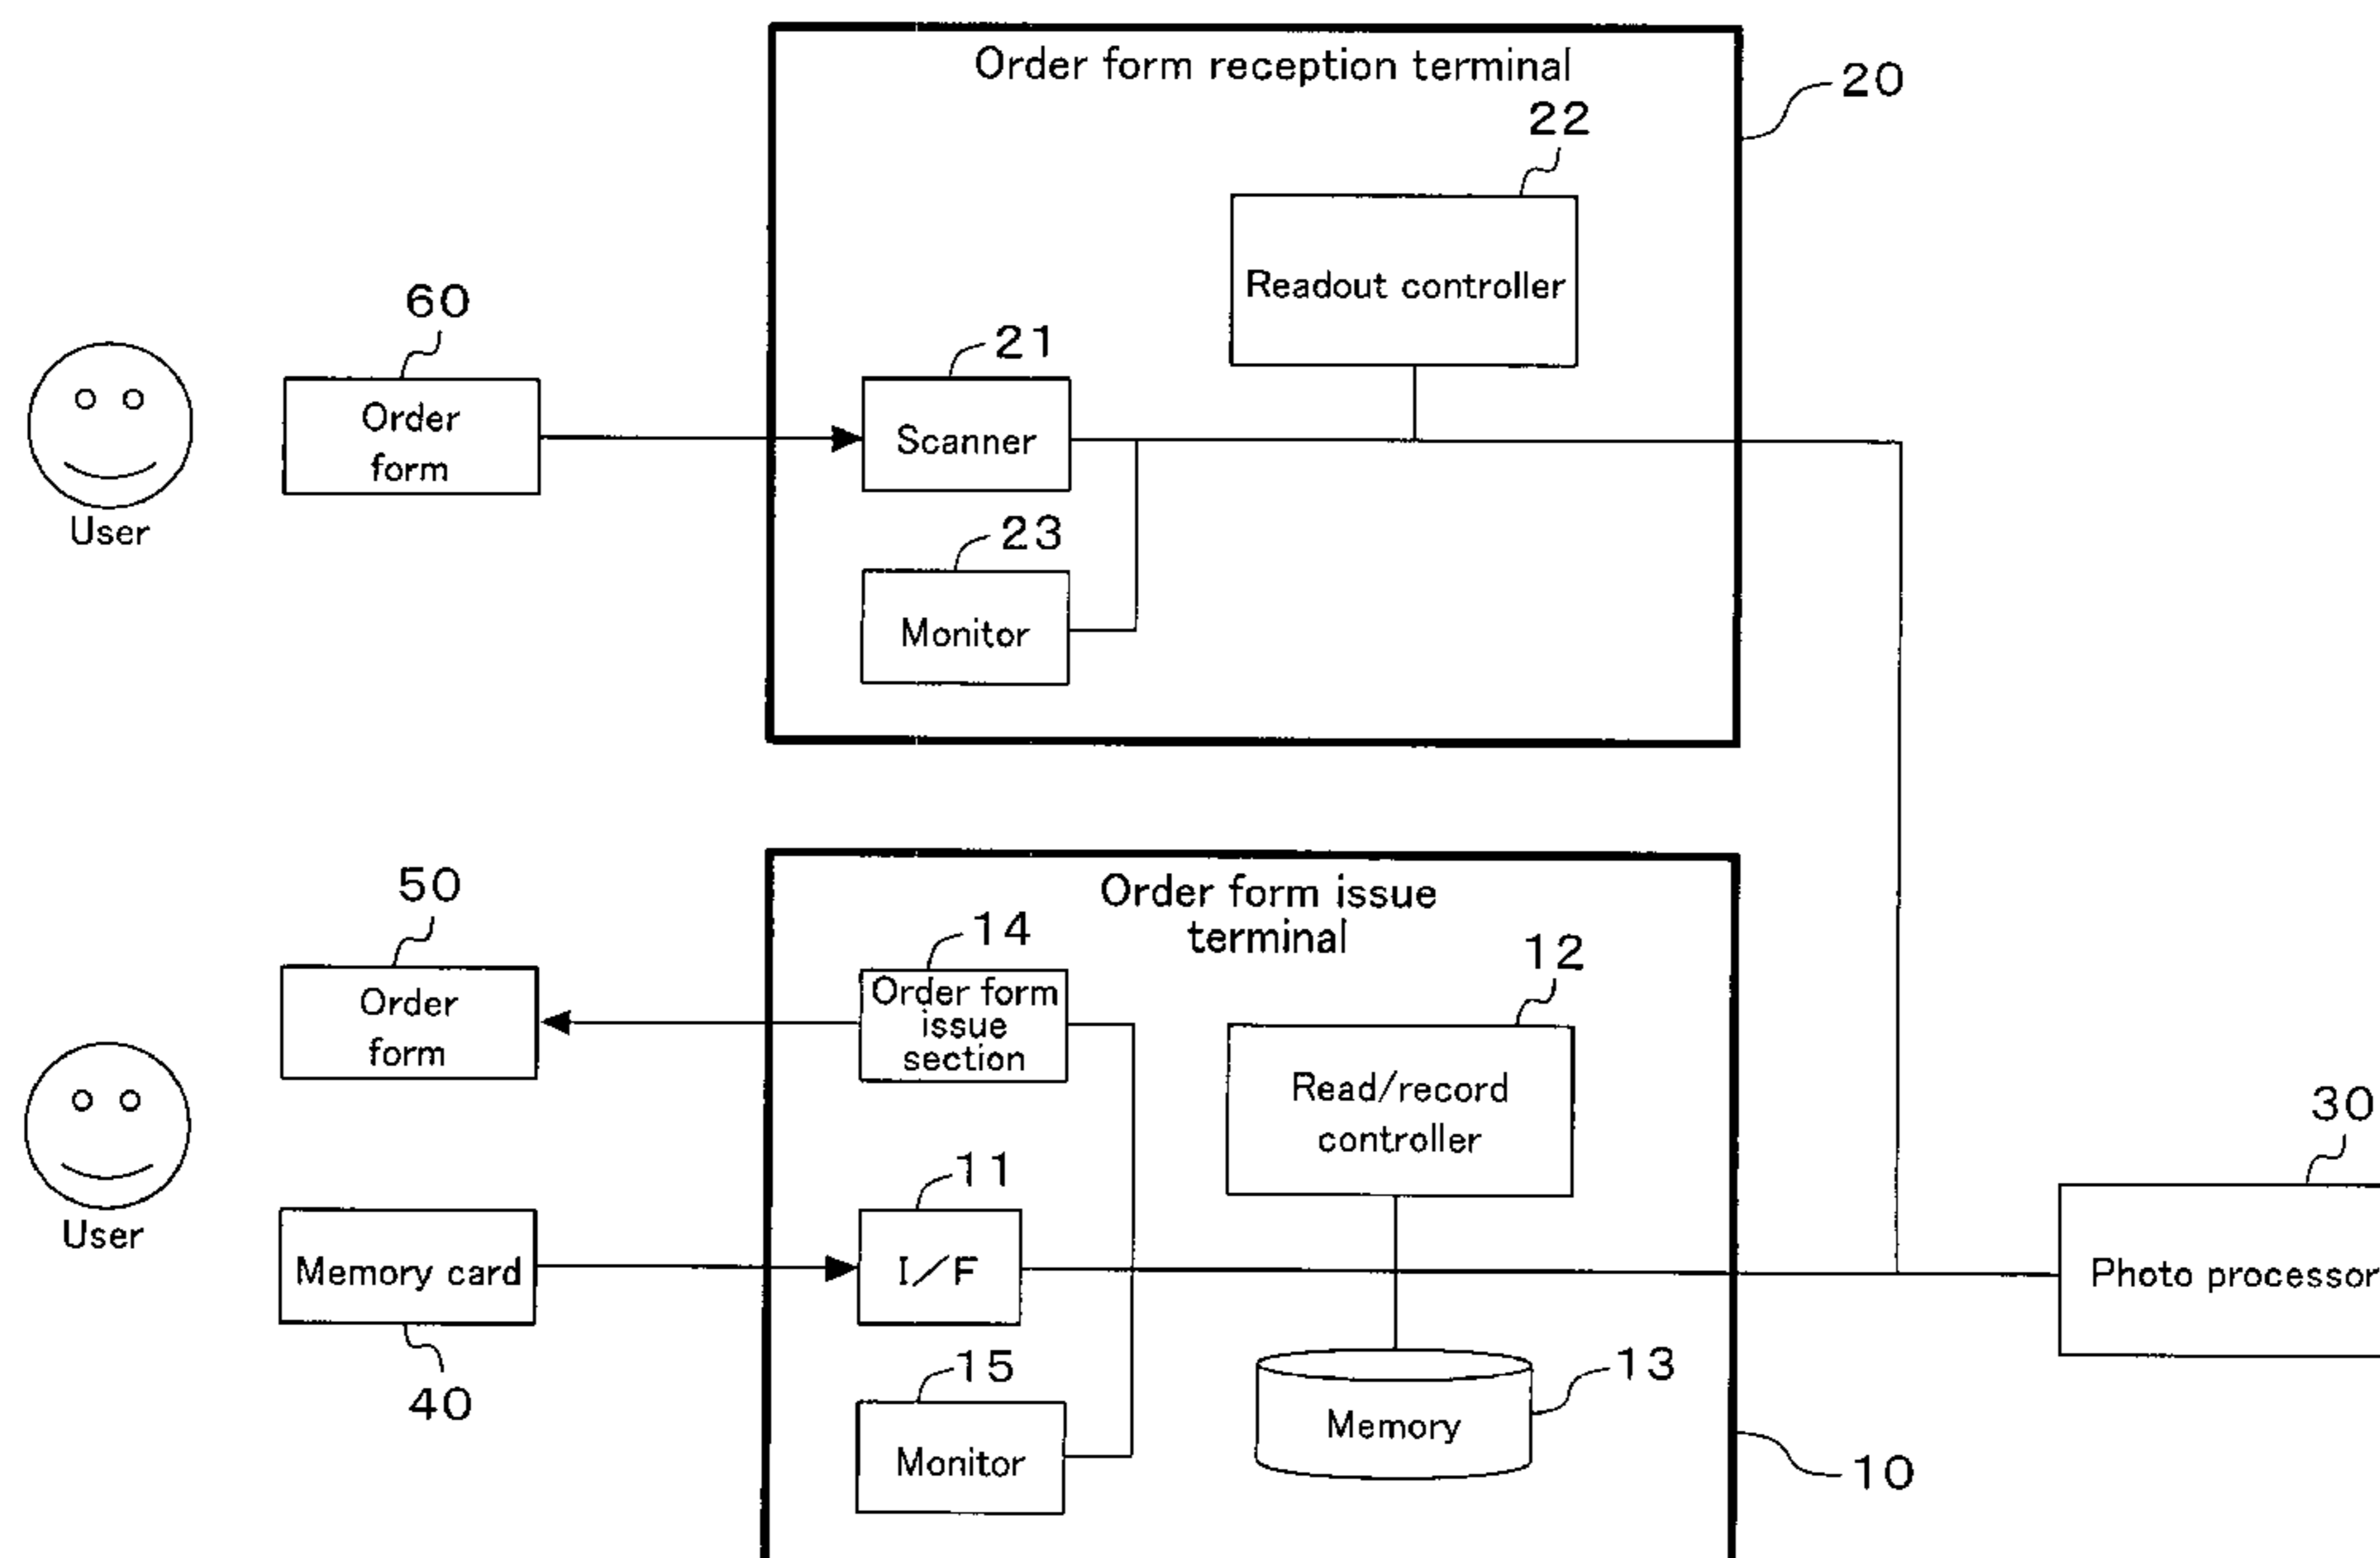 Order form reception terminal
20
22
Readout controller
60
Order
form
21
Scanner
User
23
Monitor
Order form issue
terminal
50
Order
form
14
Order form
issue
section
12
Read/record
controller
30
Photo processor
11
I/F
User
Memory card
40
15
Monitor
13
Memory
10